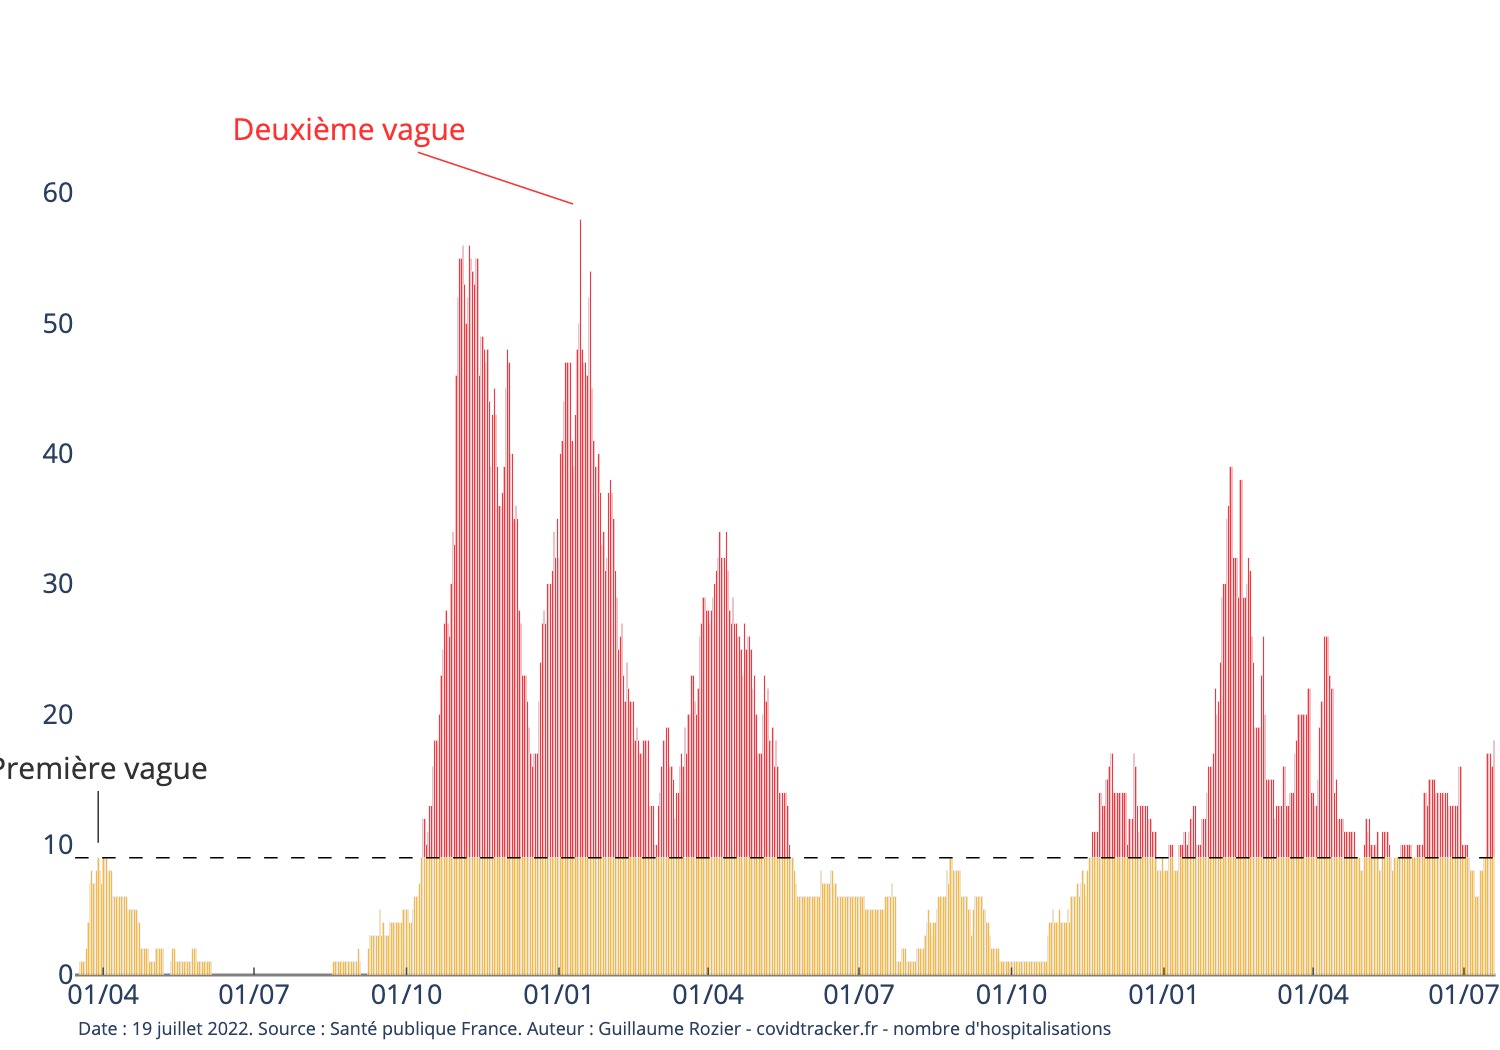 Deuxième vague
60
50
40
30
20
Première vague
10
0
01/04 01/07 01/10 01/01 01/04 01/07 01/10 01/01 01/04 01/07
Date : 19 juillet 2022. Source : Santé publique France. Auteur : Guillaume Rozier - covidtracker.fr - nombre d'hospitalisations